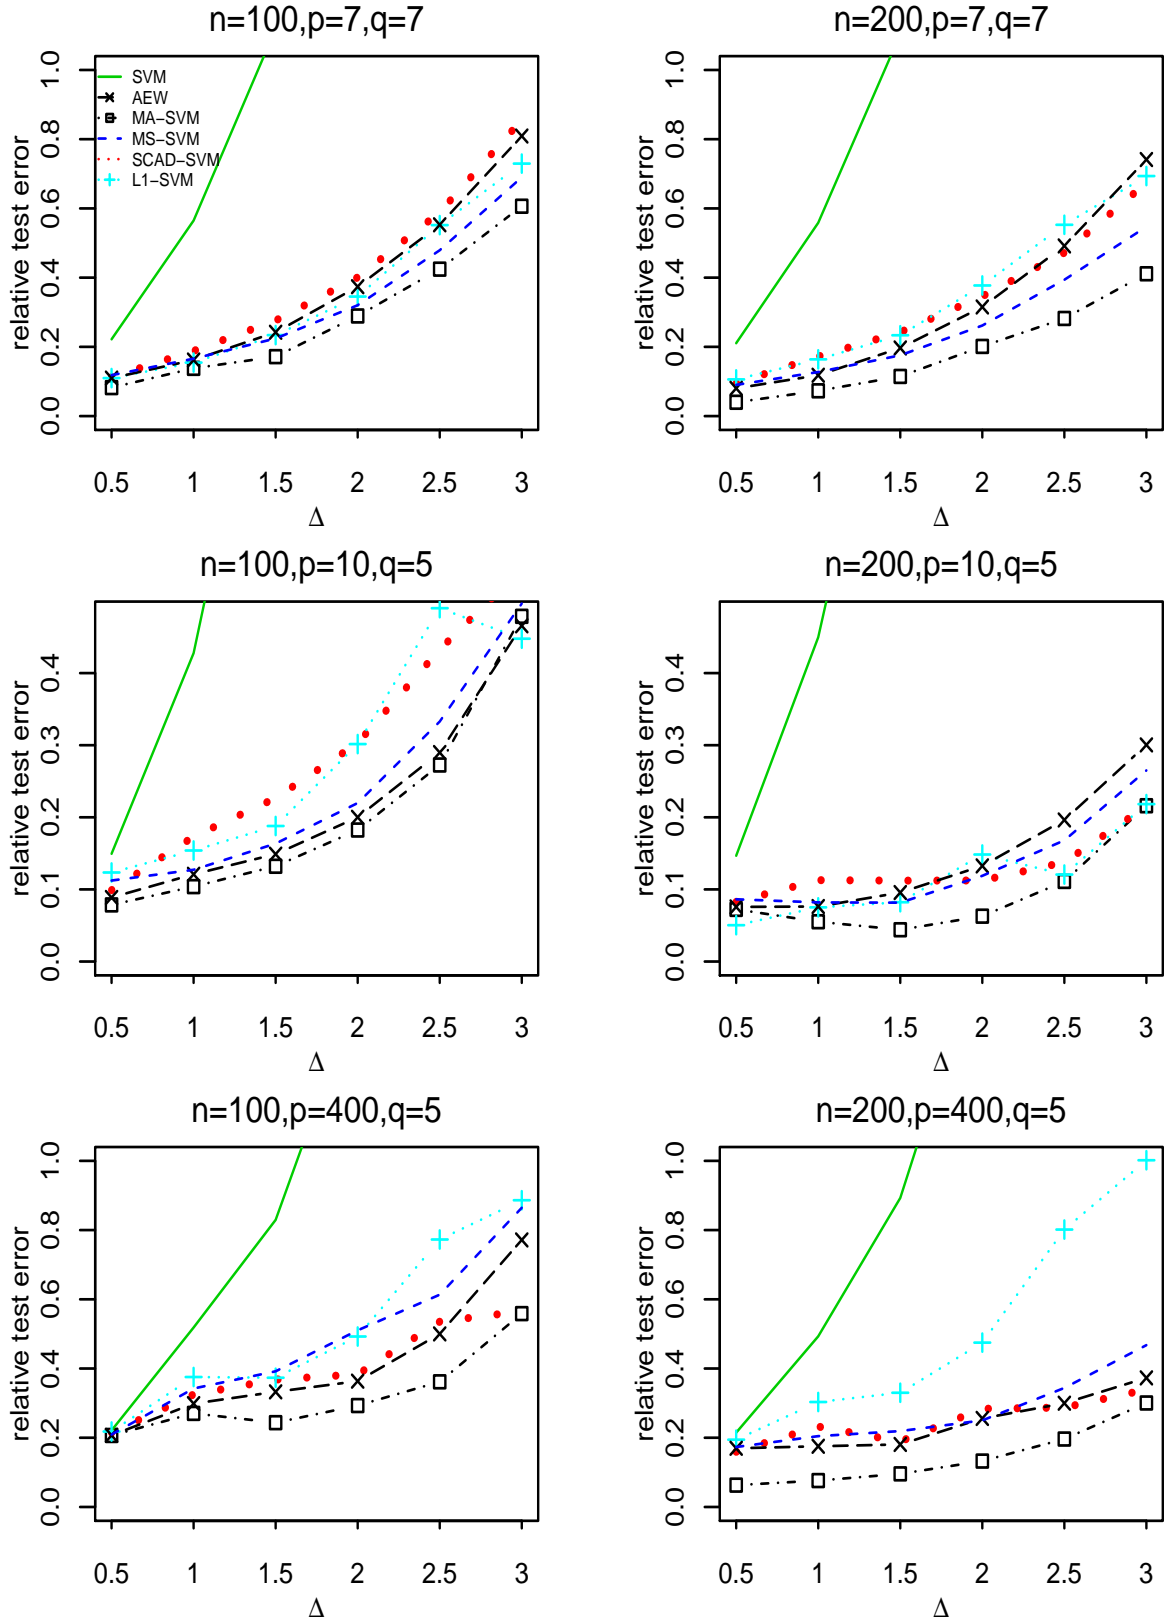 n=100,p=7,q=7
relative test error
0.0 0.2 0.4 0.6 0.8 1.0
SVM
AEW
MA−SVM
MS−SVM
SCAD−SVM
L1−SVM
0.5 1 1.5 2 2.5 3
Δ
n=200,p=7,q=7
relative test error
0.0 0.2 0.4 0.6 0.8 1.0
0.5 1 1.5 2 2.5 3
Δ
n=100,p=10,q=5
relative test error
0.0 0.1 0.2 0.3 0.4
0.5 1 1.5 2 2.5 3
Δ
n=200,p=10,q=5
relative test error
0.0 0.1 0.2 0.3 0.4
0.5 1 1.5 2 2.5 3
Δ
n=100,p=400,q=5
relative test error
0.0 0.2 0.4 0.6 0.8 1.0
0.5 1 1.5 2 2.5 3
Δ
n=200,p=400,q=5
relative test error
0.0 0.2 0.4 0.6 0.8 1.0
0.5 1 1.5 2 2.5 3
Δ